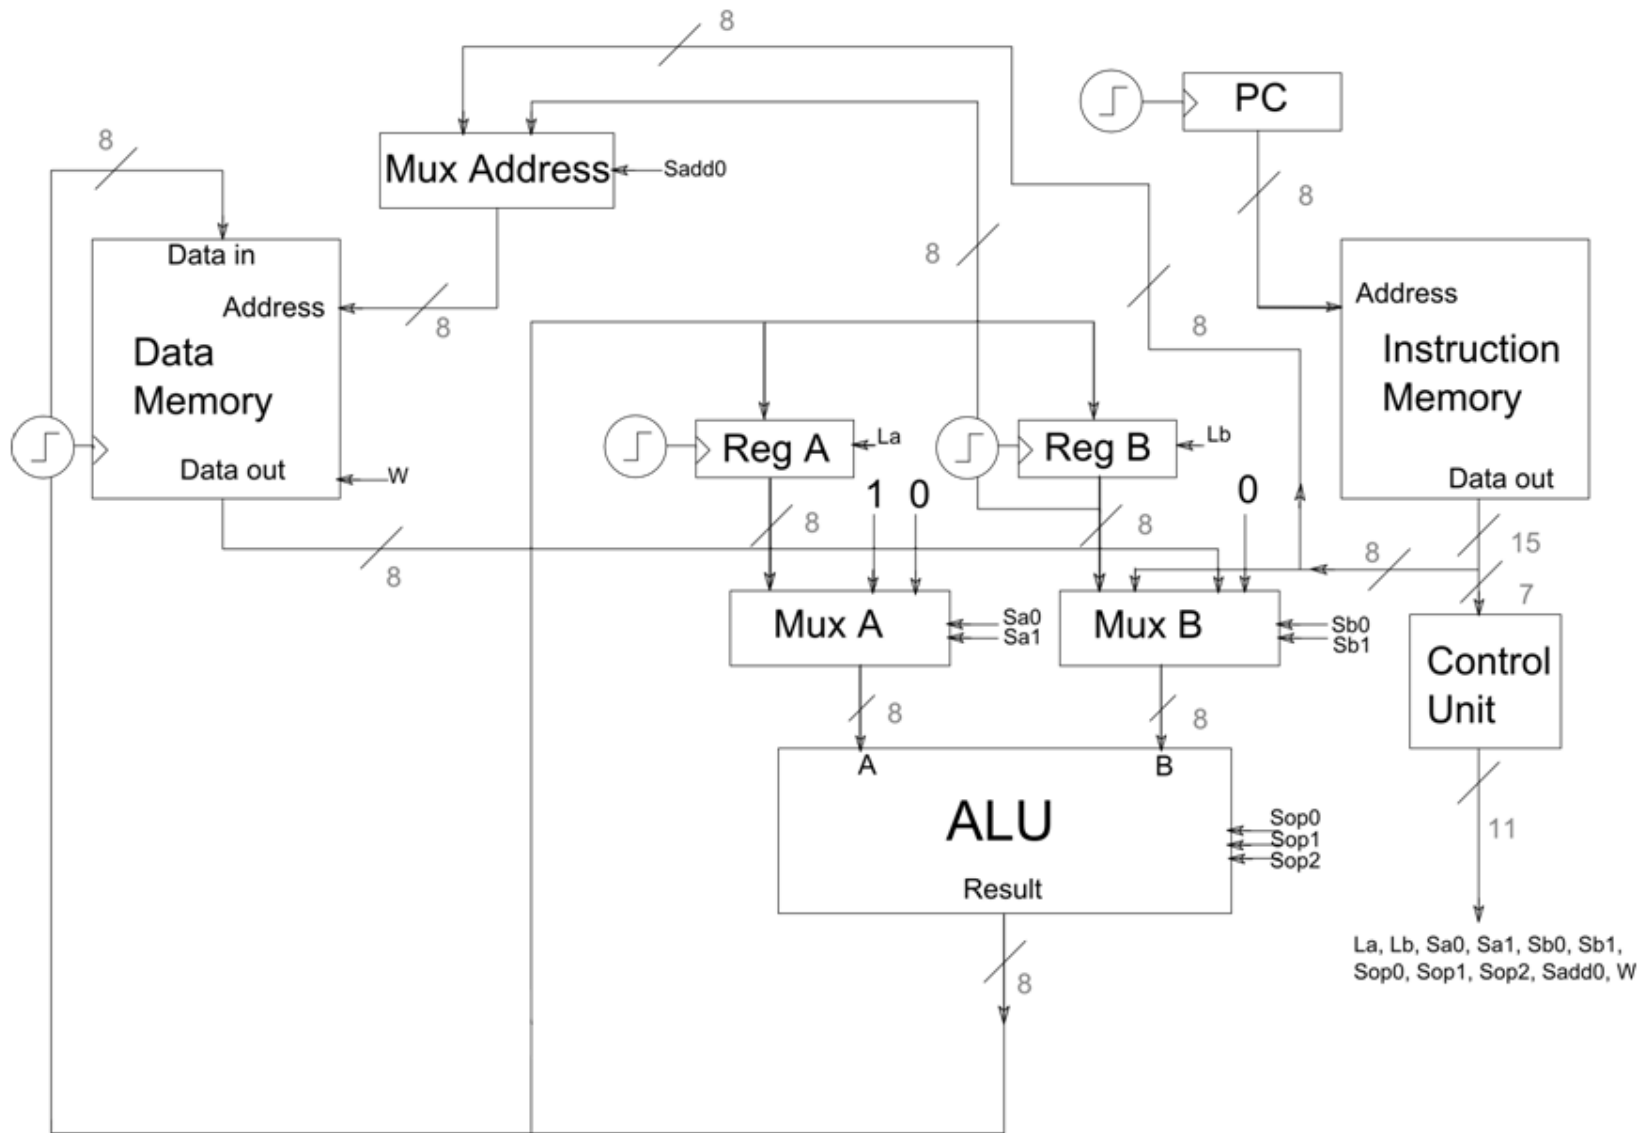 8
PC
8
Mux Address
Sadd0
8
8
Data in
Address
8
8
Address
Data
Memory
8
Instruction
Memory
Data out
W
Reg A
La
Reg B
Lb
Data out
1
0
0
8
8
15
8
8
7
Mux A
Sa0
Sa1
Mux B
Sb0
Sb1
Control
Unit
8
8
A
B
ALU
Sop0
Sop1
Sop2
11
Result
La, Lb, Sa0, Sa1, Sb0, Sb1,
Sop0, Sop1, Sop2, Sadd0, W
8